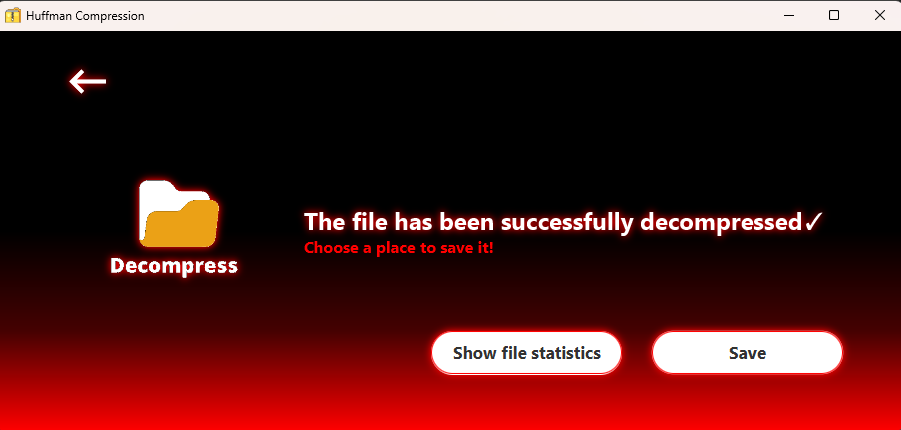 Huffman Compression
The file has been successfully decompressed✓
Choose a place to save it!
Decompress
Show file statistics
Save